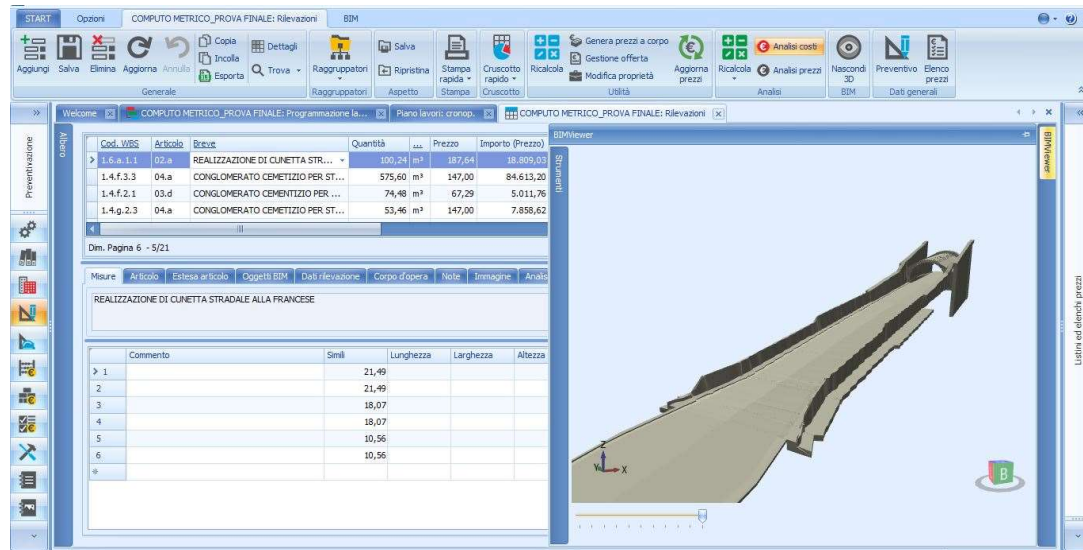 START Opzioni COMPUTO METRICO_PROVA FINALE: Rilevazioni BIM
Aggiungi Salva Elimina Aggiorna Annulla Copia Incolla Esporta Dettagli Trova
Generale
Raggruppatori
Raggruppatori
Salva
Ripristina
Aspetto
Stampa rapida
Stampa
Cruscotto rapido
Cruscotto
Ricalcola Genera prezzi a corpo
Gestione offerta
Modifica proprietà
Aggiorna prezzi
Utilità
Ricalcola Analisi costi
Analisi prezzi
Analisi
Nascondi 3D
BIM
Preventivo Elenco prezzi
Dati generali
Welcome COMPUTO METRICO_PROVA FINALE: Programmazione la... Piano lavori: cronop. COMPUTO METRICO_PROVA FINALE: Rilevazioni
Preventivazione
Albero
Cod. WBS Articolo Breve Quantità ... Prezzo Importo (Prezzo)
1.6.a.1.1 02.a REALIZZAZIONE DI CUNETTA STR... 100,24 m³ 187,64 18.809,03
1.4.f.3.3 04.a CONGLOMERATO CEMETIZIO PER ST... 575,60 m³ 147,00 84.613,20
1.4.f.2.1 03.d CONGLOMERATO CEMENTIZIO PER ... 74,48 m³ 67,29 5.011,76
1.4.g.2.3 04.a CONGLOMERATO CEMETIZIO PER ST... 53,46 m³ 147,00 7.858,62
Dim. Pagina 6 - 5/21
Misure Articolo Estesa articolo Oggetti BIM Dati rilevazione Corpo d'opera Note Immagine Analis
REALIZZAZIONE DI CUNETTA STRADALE ALLA FRANCESE
Commento Simili Lunghezza Larghezza Altezza
1 21,49
2 21,49
3 18,07
4 18,07
5 10,56
6 10,56
BIMViewer
Strumenti
Z
Y X
B
BIMViewer
Listini ed elenchi prezzi